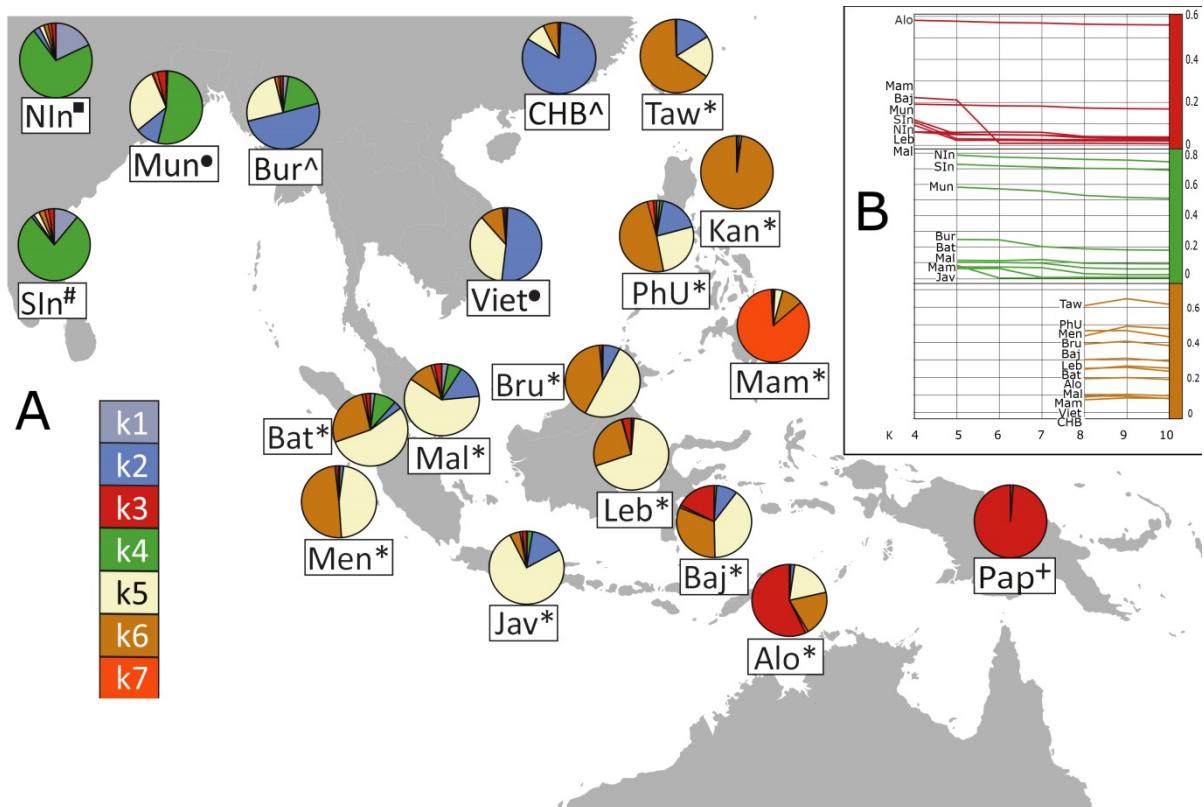 NIn■
Mun●
Bur^
CHB^
Taw*
Kan*
SIn#
Viet●
PhU*
Mam*
Bru*
Bat*
Mal*
Leb*
Men*
Jav*
Baj*
Alo*
Pap+
A
k1
k2
k3
k4
k5
k6
k7
B
Alo
Mam
Baj
Mun
SIn
NIn
Leb
Mal
0.6
0.4
0.2
0
NIn
SIn
Mun
Bur
Bat
Mal
Mam
Jav
0.8
0.6
0.4
0.2
0
Taw
PhU
Men
Bru
Baj
Leb
Bat
Alo
Mal
Mam
Viet
CHB
0.6
0.4
0.2
0
K 4 5 6 7 8 9 10